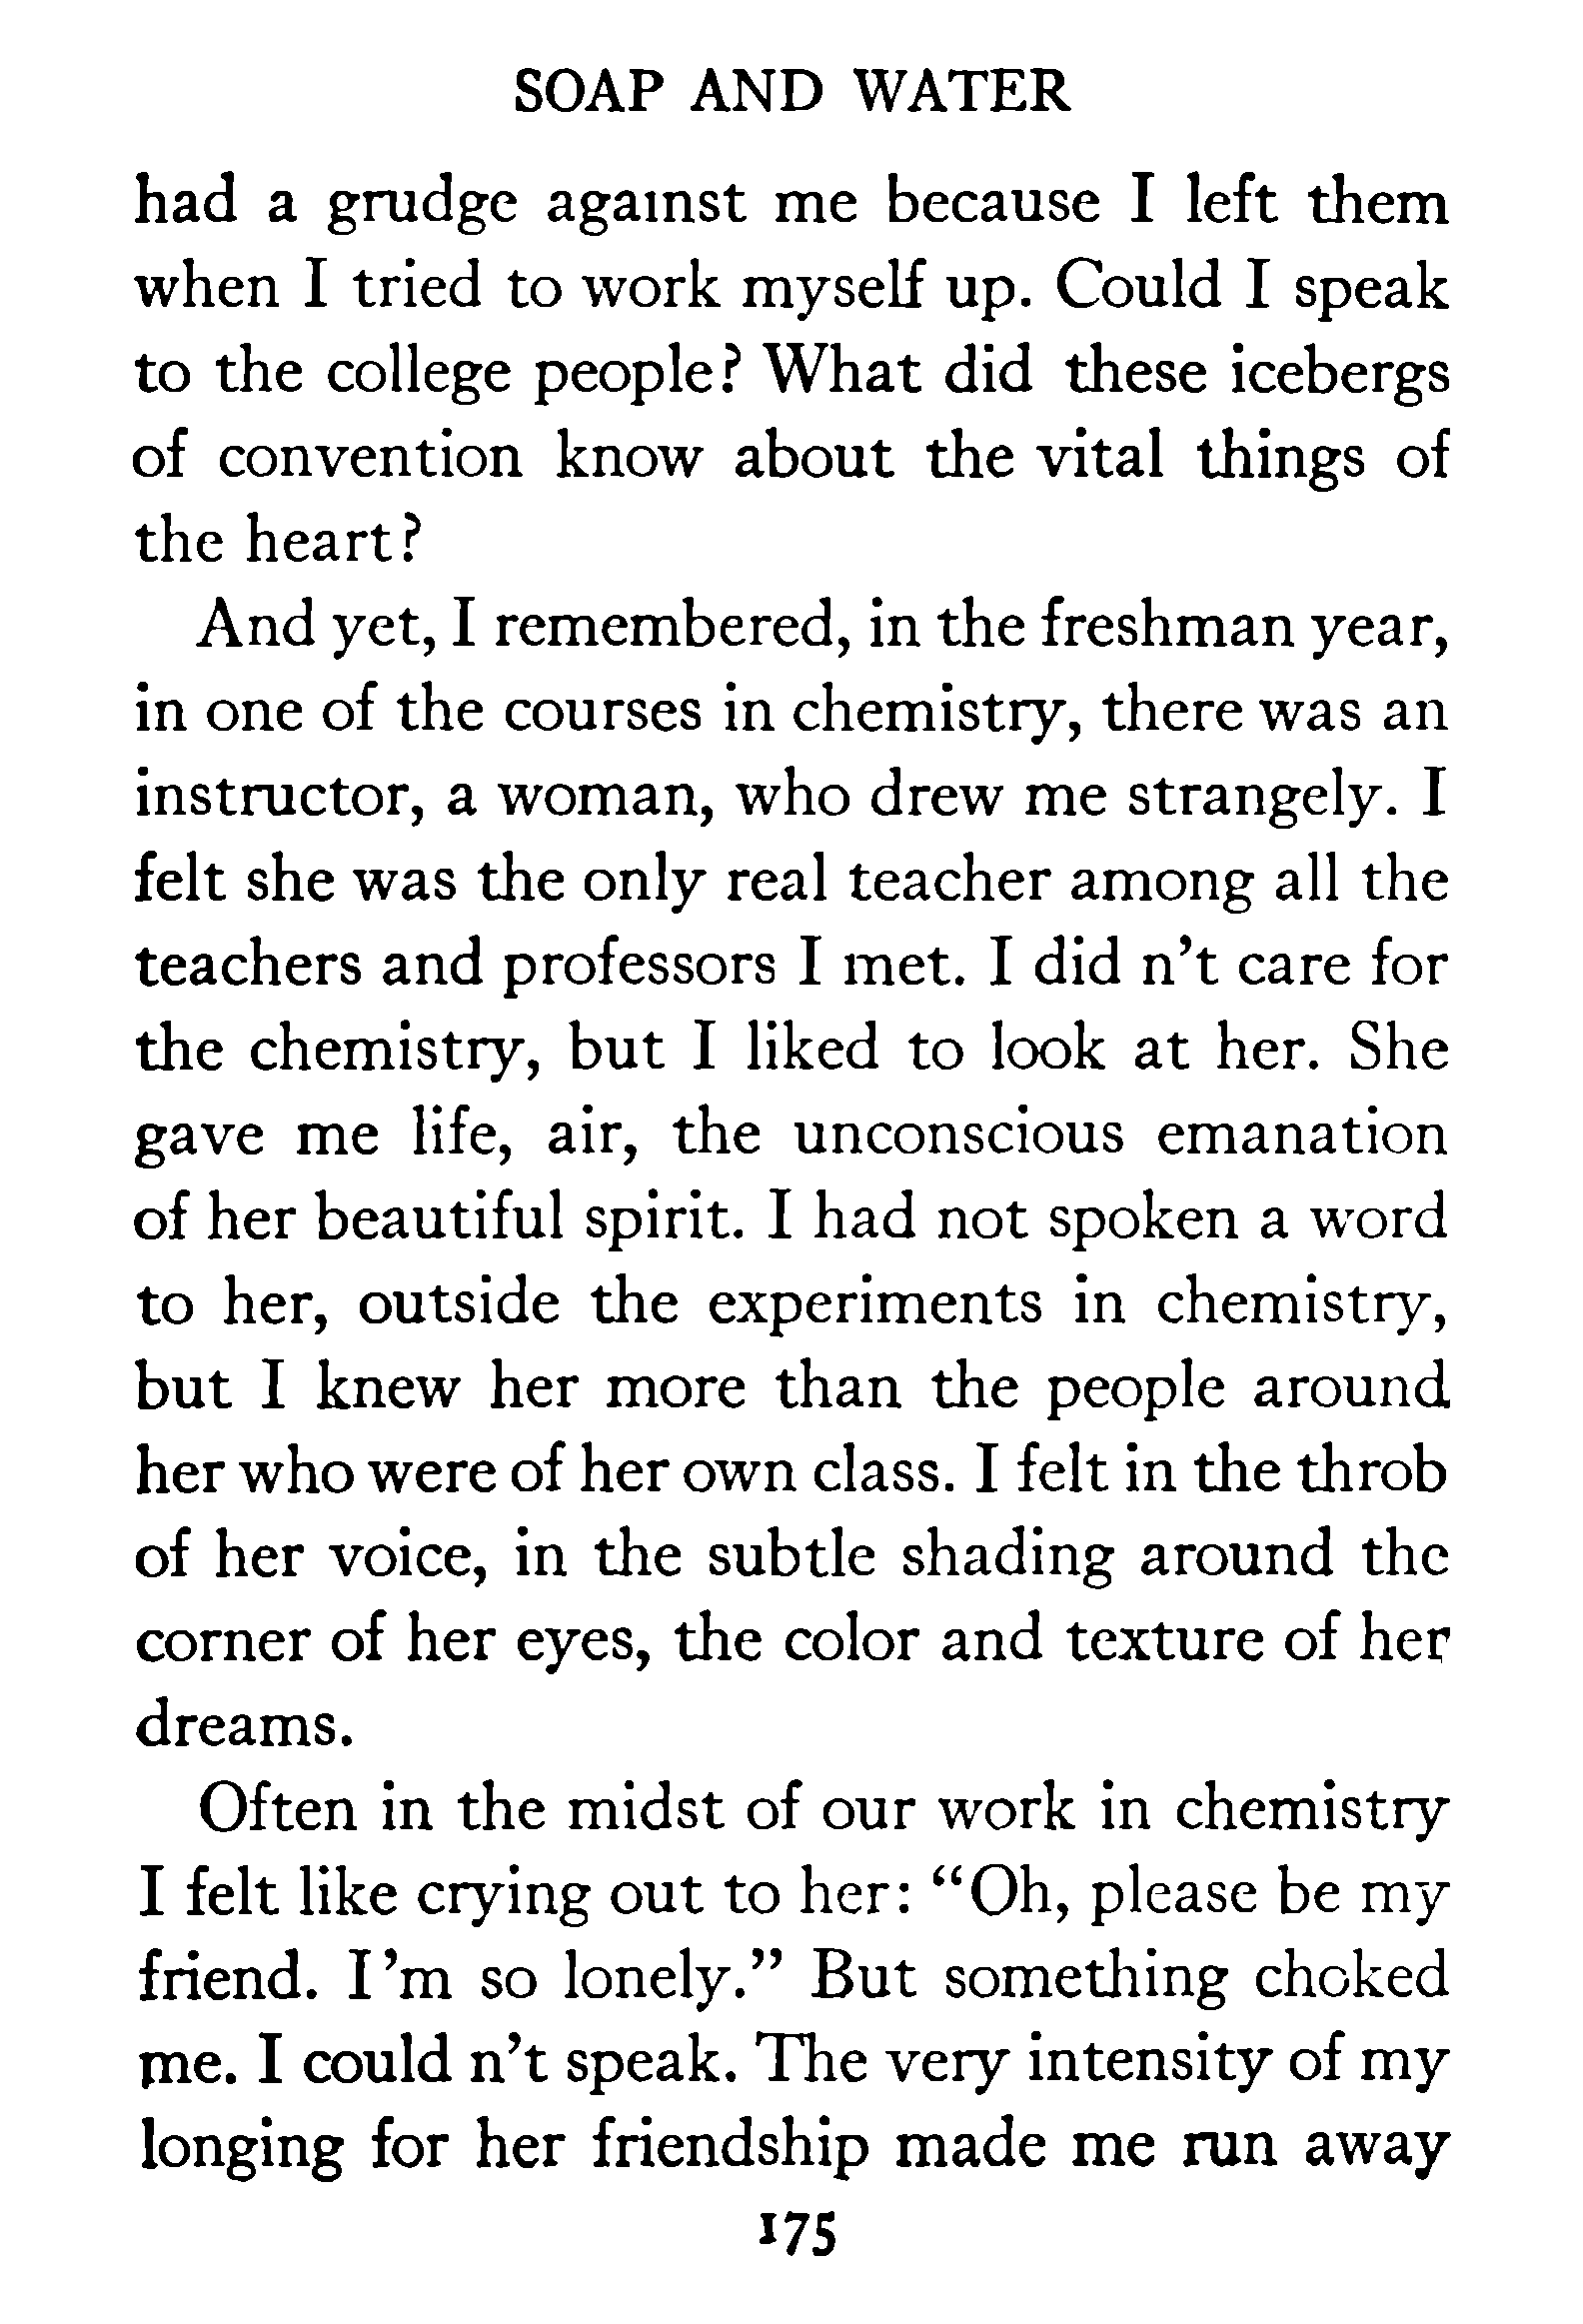 SOAP AND WATER
had a grudge against me because I left them
when I tried to work myself up. Could I speak
to the college people? What did these icebergs
of convention know about the vital things of
the heart?
And yet, I remembered, in the freshman year,
in one of the courses in chemistry, there was an
instructor, a woman, who drew me strangely. I
felt she was the only real teacher among all the
teachers and professors I met. I did n't care for
the chemistry, but I liked to look at her. She
gave me life, air, the unconscious emanation
of her beautiful spirit. I had not spoken a word
to her, outside the experiments in chemistry,
but I knew her more than the people around
her who were of her own class. I felt in the throb
of her voice, in the subtle shading around the
corner of her eyes, the color and texture of her
dreams.
Often in the midst of our work in chemistry
I felt like crying out to her: “Oh, please be my
friend. I 'm so lonely.” But something choked
me. I could n't speak. The very intensity of my
longing for her friendship made me run away
175